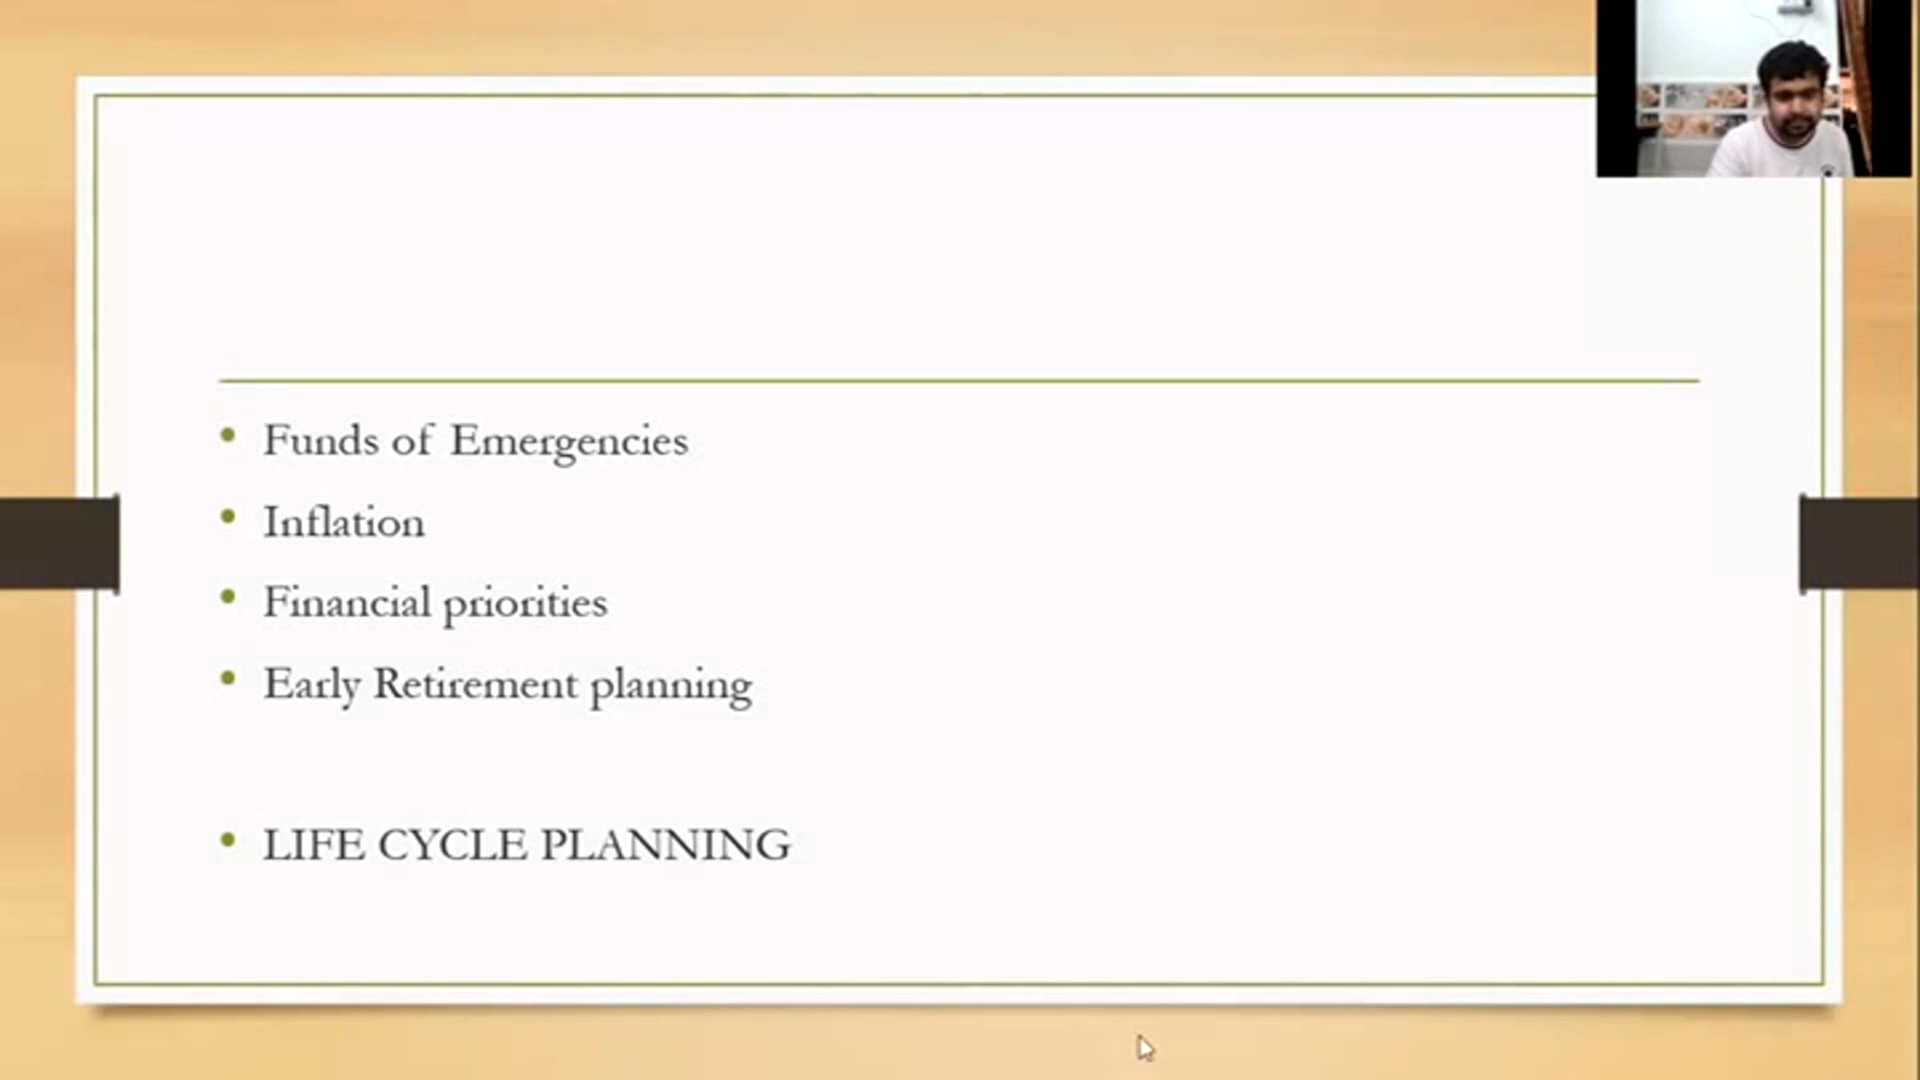 Funds of Emergencies
Inflation
Financial priorities
Early Retirement planning
LIFE CYCLE PLANNING